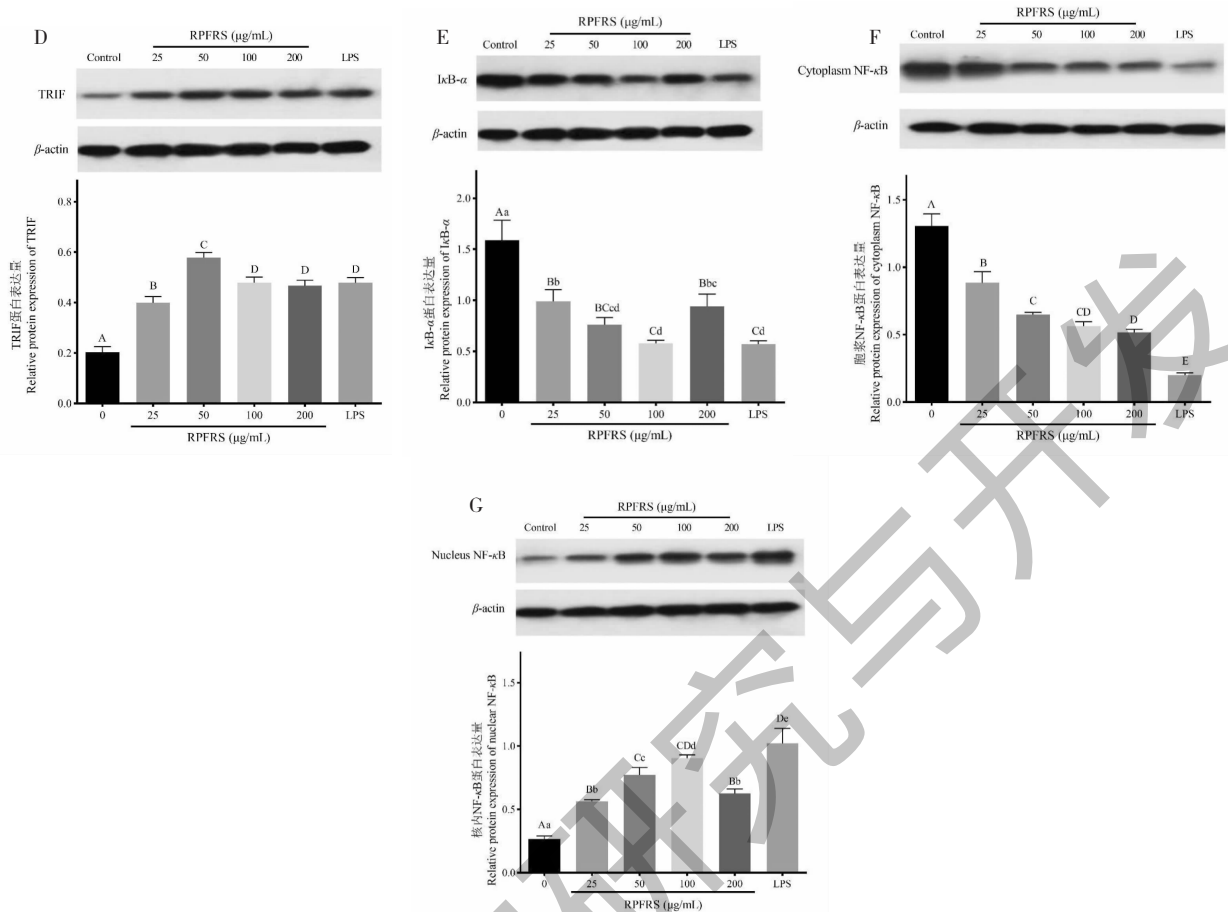 D
RPFRS (μg/mL)
Control 25 50 100 200 LPS
TRIF
β-actin
TRIF蛋白表达量
Relative protein expression of TRIF
0.8
0.6
0.4
0.2
0.0
A B C D D D
0 25 50 100 200 LPS
RPFRS (μg/mL)
E
RPFRS (μg/mL)
Control 25 50 100 200 LPS
IκB-α
β-actin
IκB-α蛋白表达量
Relative protein expression of IκB-α
2.0
1.5
1.0
0.5
0.0
Aa Bb BCcd Cd Bbc Cd
0 25 50 100 200 LPS
RPFRS (μg/mL)
F
RPFRS (μg/mL)
Control 25 50 100 200 LPS
Cytoplasm NF-κB
β-actin
胞浆NF-κB蛋白表达量
Relative protein expression of cytoplasm NF-κB
1.5
1.0
0.5
0.0
A B C CD D E
0 25 50 100 200 LPS
RPFRS (μg/mL)
G
RPFRS (μg/mL)
Control 25 50 100 200 LPS
Nucleus NF-κB
β-actin
核内NF-κB蛋白表达量
Relative protein expression of nuclear NF-κB
1.5
1.0
0.5
0.0
Aa Bb Cc CDd Bb De
0 25 50 100 200 LPS
RPFRS (μg/mL)
研究与开发